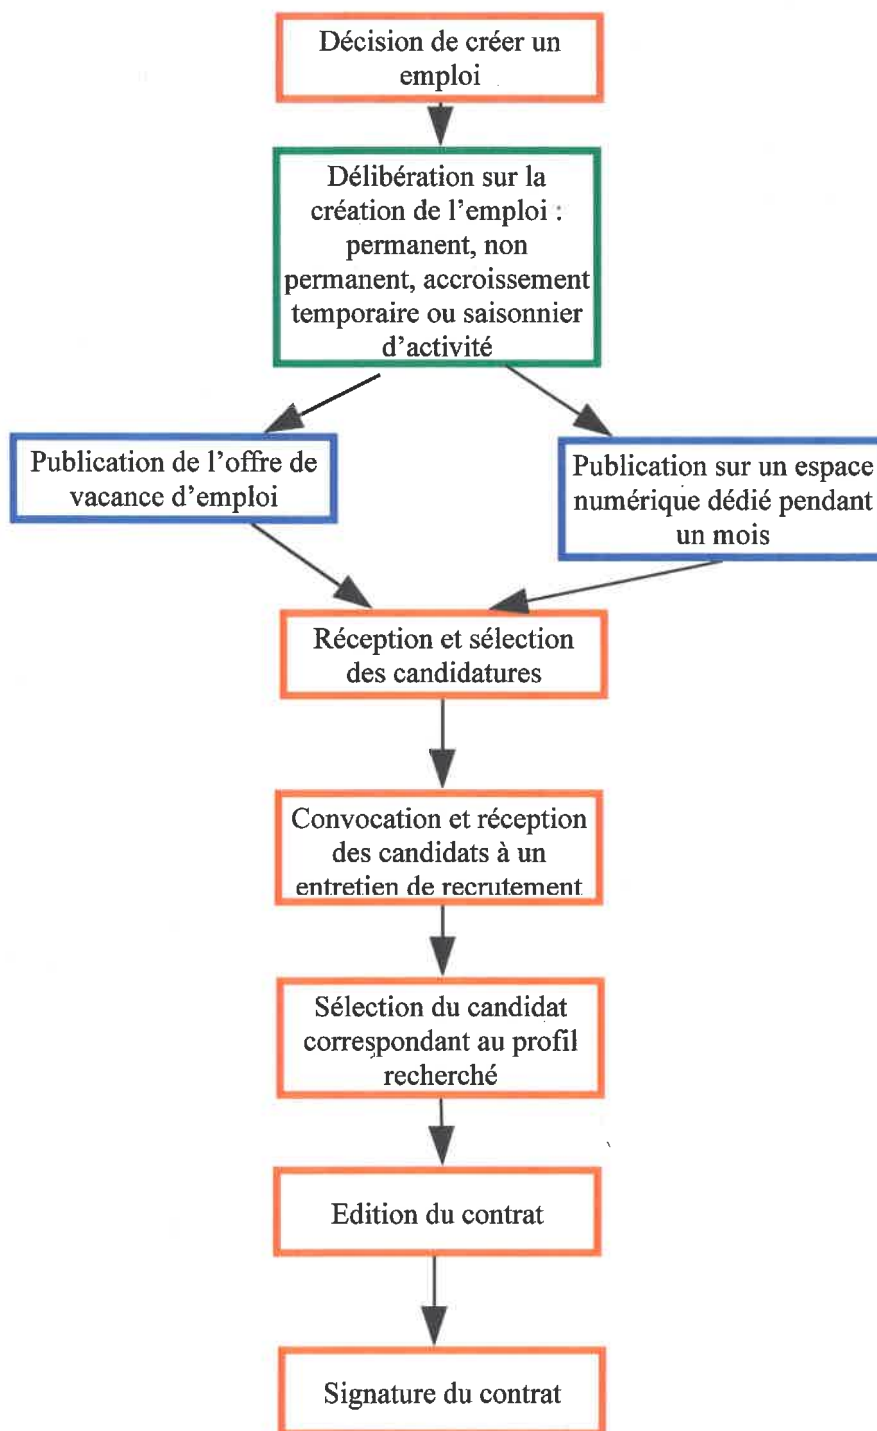 Décision de créer un
emploi
Délibération sur la
création de l’emploi :
permanent, non
permanent, accroissement
temporaire ou saisonnier
d’activité
Publication de l’offre de
vacance d’emploi
Publication sur un espace
numérique dédié pendant
un mois
Réception et sélection
des candidatures
Convocation et réception
des candidats à un
entretien de recrutement
Sélection du candidat
correspondant au profil
recherché
Edition du contrat
Signature du contrat